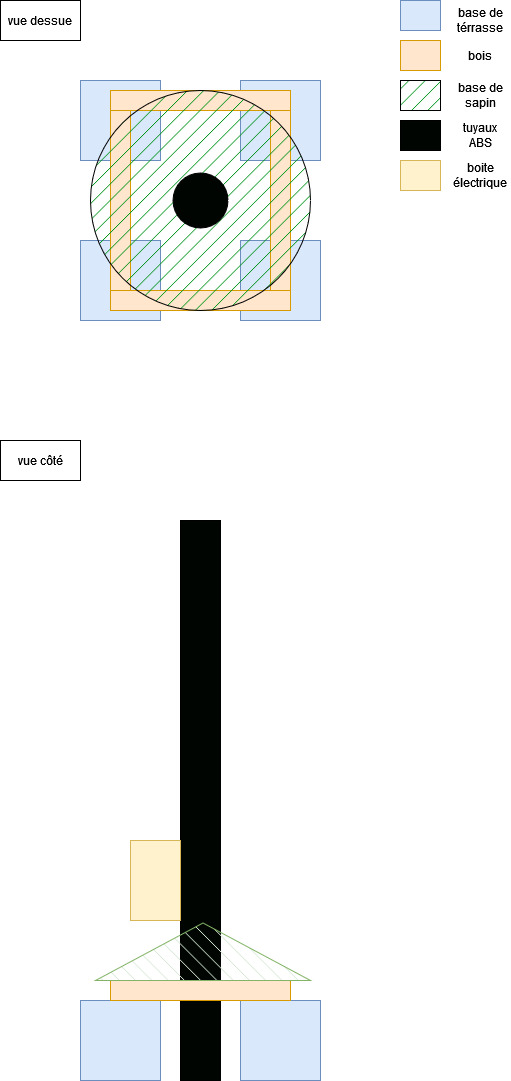 vue dessue
base de
térrasse
bois
base de
sapin
tuyaux
ABS
boite
électrique
vue côté